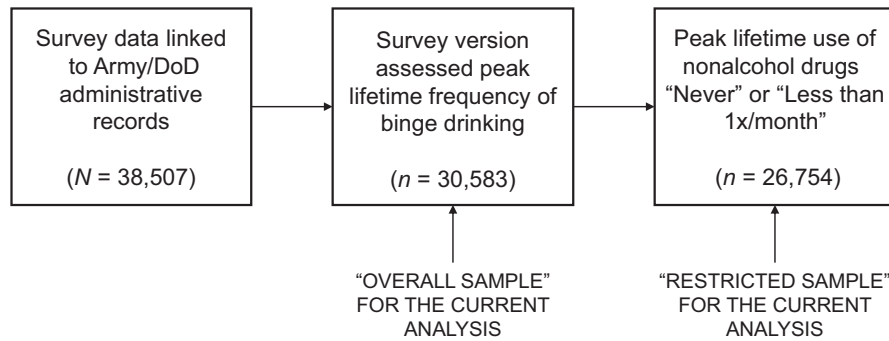 Survey data linked
to Army/DoD
administrative
records
(N = 38,507)
Survey version
assessed peak
lifetime frequency of
binge drinking
(n = 30,583)
Peak lifetime use of
nonalcohol drugs
“Never” or “Less than
1x/month”
(n = 26,754)
“OVERALL SAMPLE”
FOR THE CURRENT
ANALYSIS
“RESTRICTED SAMPLE”
FOR THE CURRENT
ANALYSIS